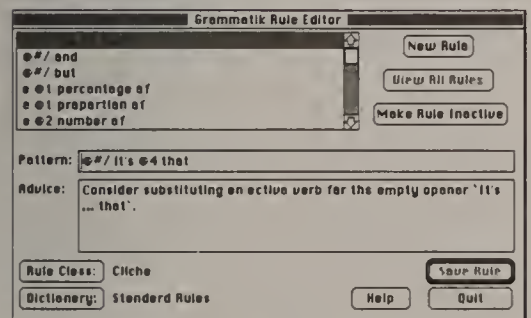 Grammatik Rule Editor
@#/ and
@#/ but
a @1 percentage of
a @1 proportion of
a @2 number of
New Rule
View All Rules
Make Rule Inactive
Pattern: @#/ It's @4 that
Advice: Consider substituting an active verb for the empty opener `It's
... that`.
Rule Class: Cliche
Save Rule
Dictionary: Standard Rules
Help
Quit